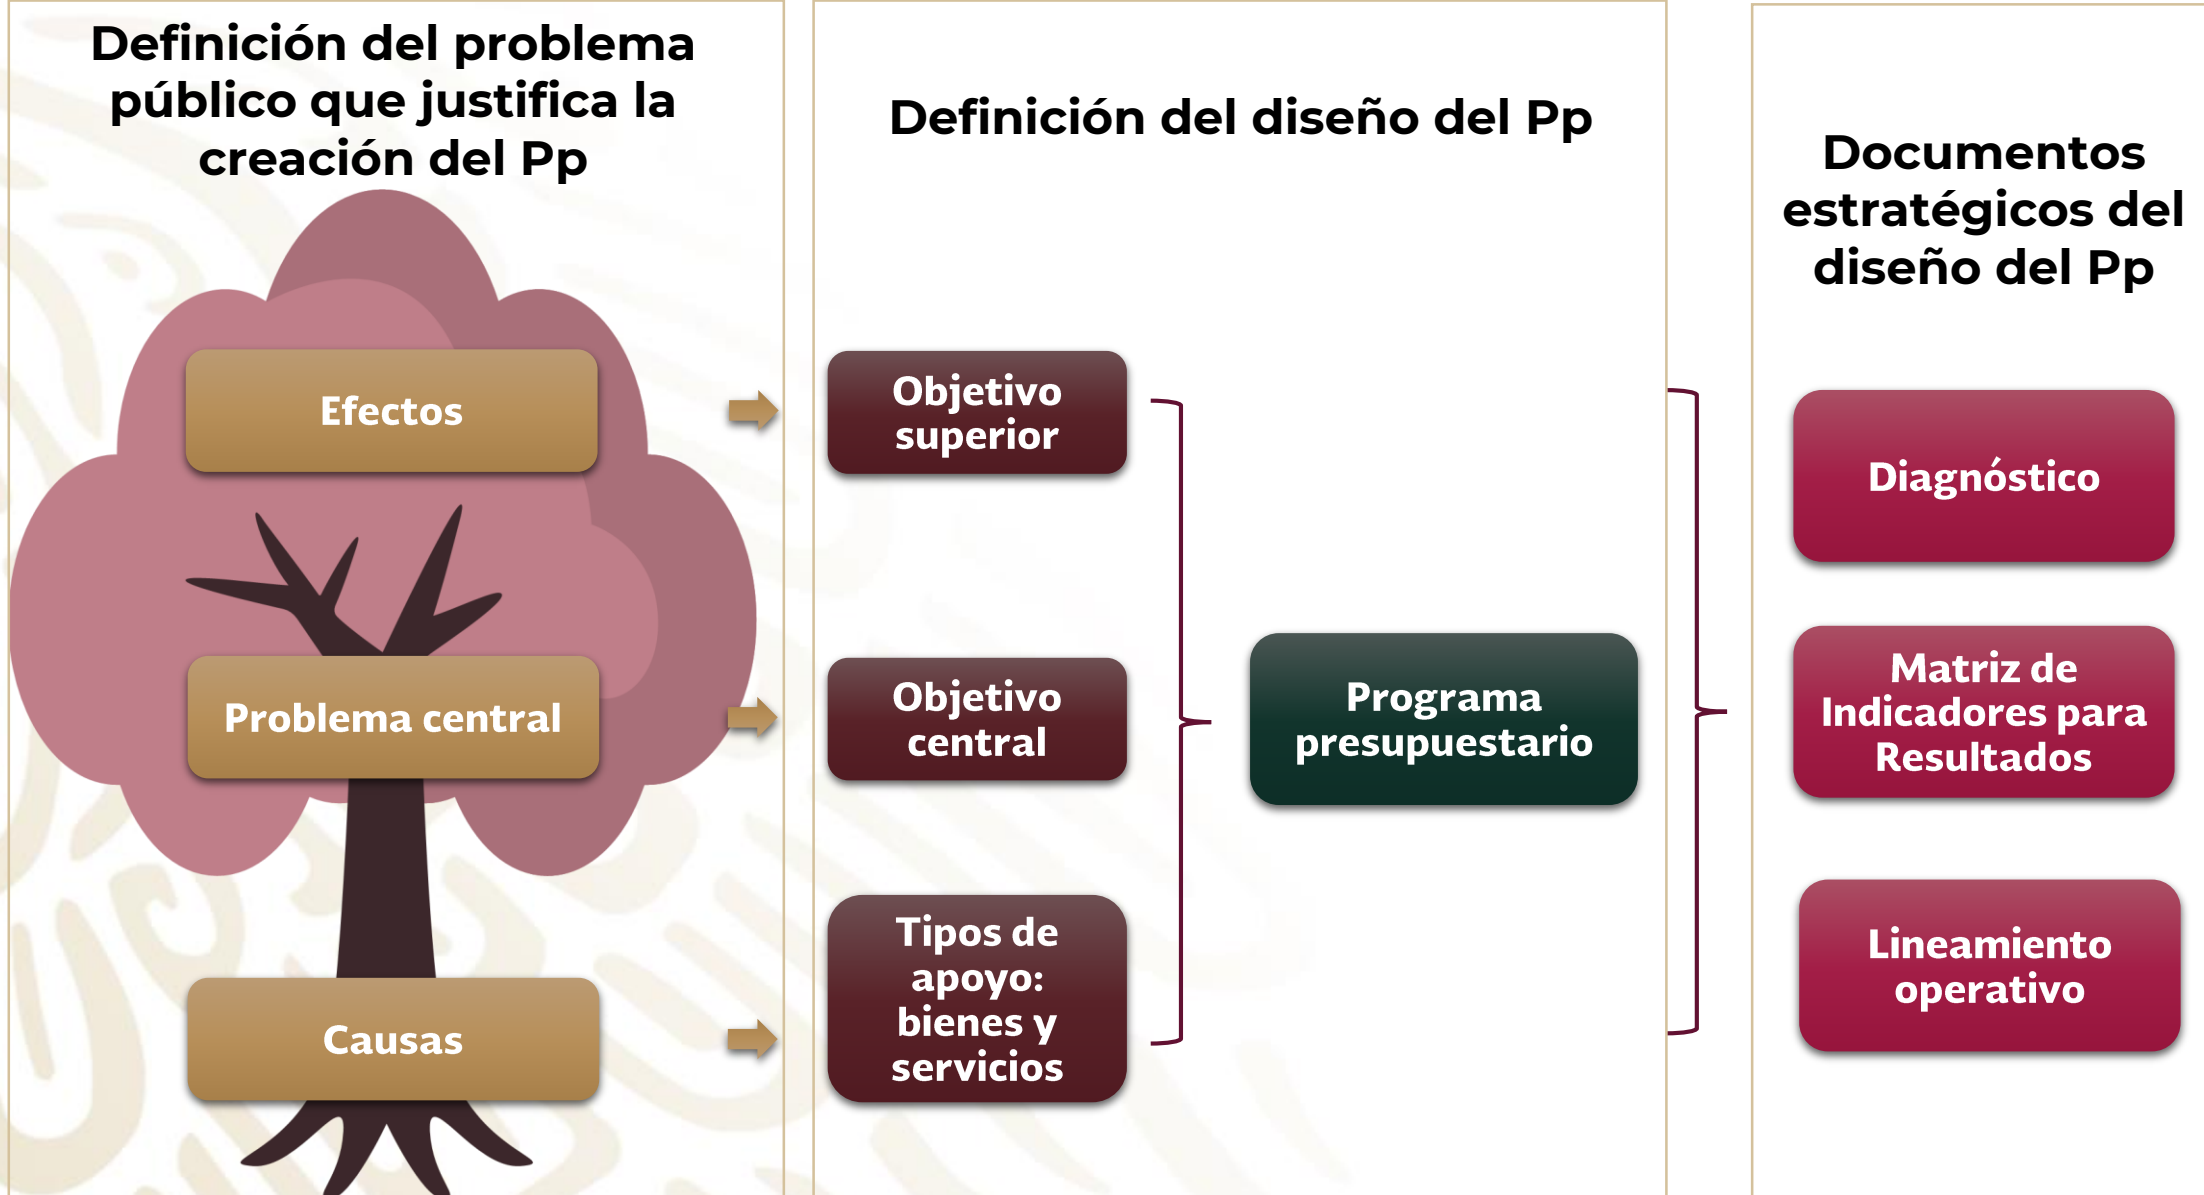 Definición del problema
público que justifica la
creación del Pp
Efectos
Problema central
Causas
Definición del diseño del Pp
Objetivo
superior
Objetivo
central
Tipos de
apoyo:
bienes y
servicios
Programa
presupuestario
Documentos
estratégicos del
diseño del Pp
Diagnóstico
Matriz de
Indicadores para
Resultados
Lineamiento
operativo